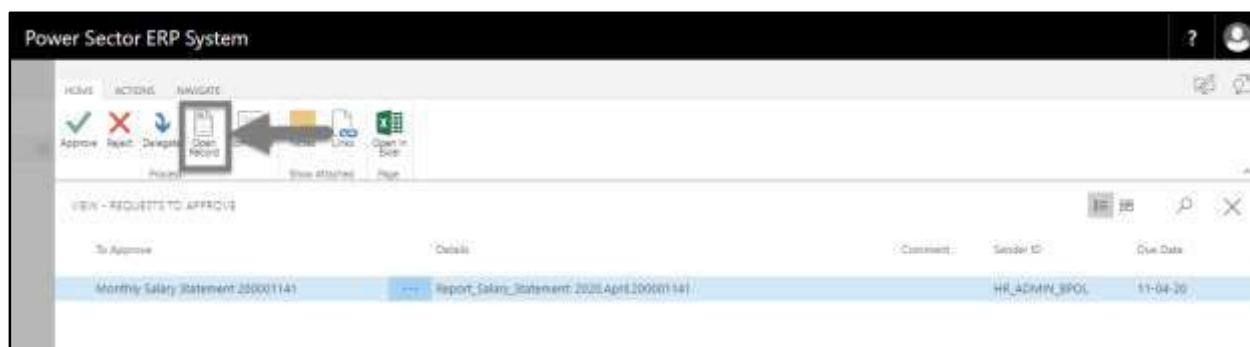 Power Sector ERP System
?
HOME ACTIONS NAVIGATE
Approve Reject Delegate Open Record Links Open in Excel
Process Show Attached Page
VIEW - REQUESTS TO APPROVE
To Approve Details Comment Sender ID Due Date
Monthly Salary Statement 200001141 ... Report_Salary_Statement: 2020.April.200001141 HR_ADMIN_BPOL 11-04-20